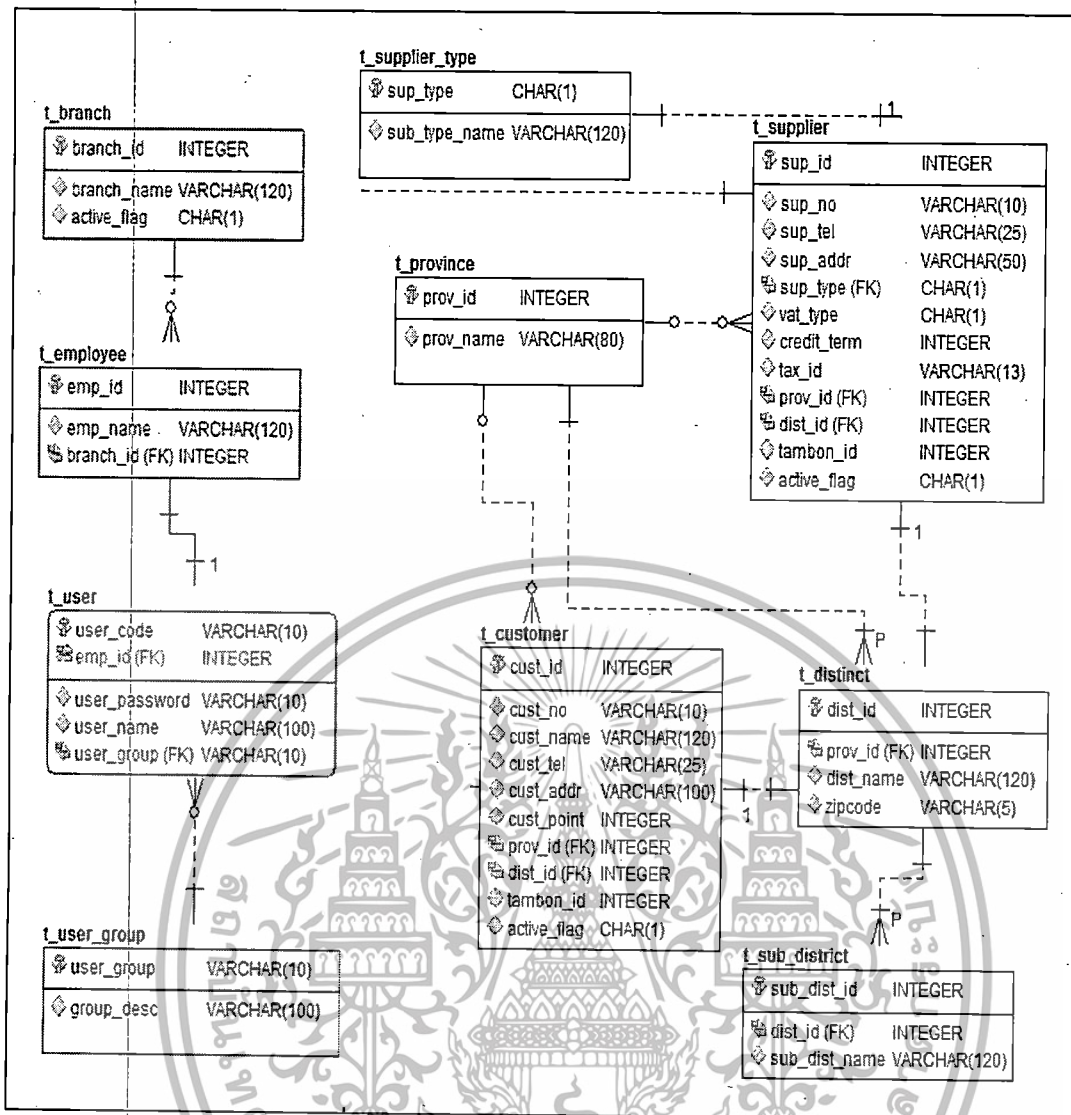 t_supplier_type
sup_type CHAR(1)
sub_type_name VARCHAR(120)
1
t_branch
branch_id INTEGER
branch_name VARCHAR(120)
active_flag CHAR(1)
t_supplier
sup_id INTEGER
sup_no VARCHAR(10)
sup_tel VARCHAR(25)
sup_addr VARCHAR(50)
sup_type (FK) CHAR(1)
vat_type CHAR(1)
credit_term INTEGER
tax_id VARCHAR(13)
prov_id (FK) INTEGER
dist_id (FK) INTEGER
tambon_id INTEGER
active_flag CHAR(1)
t_province
prov_id INTEGER
prov_name VARCHAR(80)
t_employee
emp_id INTEGER
emp_name VARCHAR(120)
branch_id (FK) INTEGER
1
1
t_user
user_code VARCHAR(10)
emp_id (FK) INTEGER
user_password VARCHAR(10)
user_name VARCHAR(100)
user_group (FK) VARCHAR(10)
t_customer
cust_id INTEGER
cust_no VARCHAR(10)
cust_name VARCHAR(120)
cust_tel VARCHAR(25)
cust_addr VARCHAR(100)
cust_point INTEGER
prov_id (FK) INTEGER
dist_id (FK) INTEGER
tambon_id INTEGER
active_flag CHAR(1)
1
P
t_distinct
dist_id INTEGER
prov_id (FK) INTEGER
dist_name VARCHAR(120)
zipcode VARCHAR(5)
P
t_user_group
user_group VARCHAR(10)
group_desc VARCHAR(100)
t_sub_district
sub_dist_id INTEGER
dist_id (FK) INTEGER
sub_dist_name VARCHAR(120)